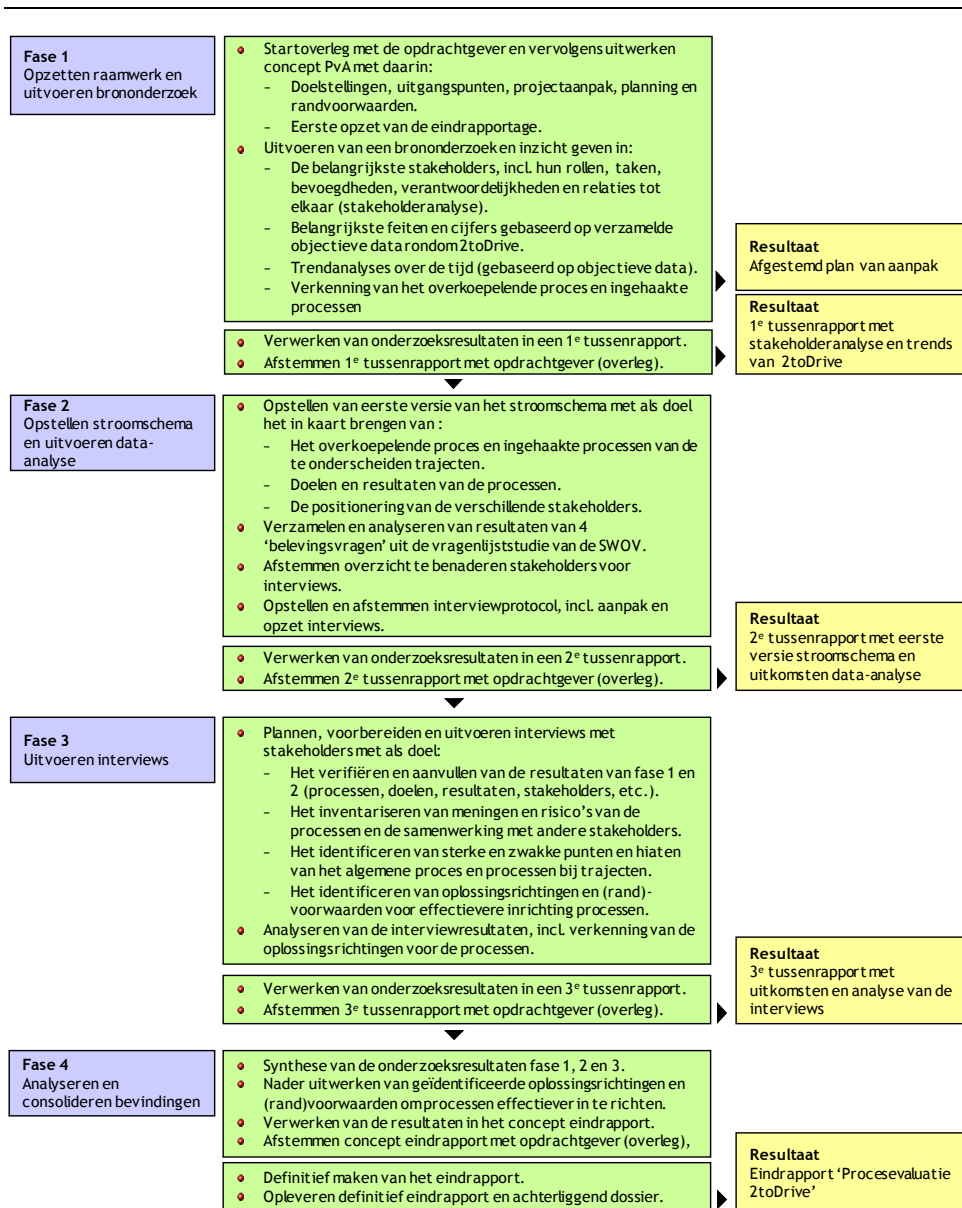 Fase 1
Opzetten raamwerk en
uitvoeren brononderzoek
Startoverleg met de opdrachtgever en vervolgens uitwerken
concept PvA met daarin:
– Doelstellingen, uitgangspunten, projectaanpak, planning en
randvoorwaarden.
– Eerste opzet van de eindrapportage.
Uitvoeren van een brononderzoek en inzicht geven in:
– De belangrijkste stakeholders, incl. hun rollen, taken,
bevoegdheden, verantwoordelijkheden en relaties tot
elkaar (stakeholderanalyse).
– Belangrijkste feiten en cijfers gebaseerd op verzamelde
objectieve data rondom 2toDrive.
– Trendanalyses over de tijd (gebaseerd op objectieve data).
– Verkenning van het overkoepelende proces en ingehaakte
processen
Resultaat
Afgestemd plan van aanpak
Verwerken van onderzoeksresultaten in een 1e tussenrapport.
Afstemmen 1e tussenrapport met opdrachtgever (overleg).
Resultaat
1e tussenrapport met
stakeholderanalyse en trends
van 2toDrive
Fase 2
Opstellen stroomschema
en uitvoeren data-
analyse
Opstellen van eerste versie van het stroomschema met als doel
het in kaart brengen van :
– Het overkoepelende proces en ingehaakte processen van de
te onderscheiden trajecten.
– Doelen en resultaten van de processen.
– De positionering van de verschillende stakeholders.
Verzamelen en analyseren van resultaten van 4
‘belevingsvragen’ uit de vragenlijststudie van de SWOV.
Afstemmen overzicht te benaderen stakeholders voor
interviews.
Opstellen en afstemmen interviewprotocol, incl. aanpak en
opzet interviews.
Verwerken van onderzoeksresultaten in een 2e tussenrapport.
Afstemmen 2e tussenrapport met opdrachtgever (overleg).
Resultaat
2e tussenrapport met eerste
versie stroomschema en
uitkomsten data-analyse
Fase 3
Uitvoeren interviews
Plannen, voorbereiden en uitvoeren interviews met
stakeholders met als doel:
– Het verifiëren en aanvullen van de resultaten van fase 1 en
2 (processen, doelen, resultaten, stakeholders, etc.).
– Het inventariseren van meningen en risico’s van de
processen en de samenwerking met andere stakeholders.
– Het identificeren van sterke en zwakke punten en hiaten
van het algemene proces en processen bij trajecten.
– Het identificeren van oplossingsrichtingen en (rand)-
voorwaarden voor effectievere inrichting processen.
Analyseren van de interviewresultaten, incl. verkenning van de
oplossingsrichtingen voor de processen.
Verwerken van onderzoeksresultaten in een 3e tussenrapport.
Afstemmen 3e tussenrapport met opdrachtgever (overleg).
Resultaat
3e tussenrapport met
uitkomsten en analyse van de
interviews
Fase 4
Analyseren en
consolideren bevindingen
Synthese van de onderzoeksresultaten fase 1, 2 en 3.
Nader uitwerken van geïdentificeerde oplossingsrichtingen en
(rand)voorwaarden om processen effectiever in te richten.
Verwerken van de resultaten in het concept eindrapport.
Afstemmen concept eindrapport met opdrachtgever (overleg),
Definitief maken van het eindrapport.
Opleveren definitief eindrapport en achterliggend dossier.
Resultaat
Eindrapport ‘Procesevaluatie
2toDrive’